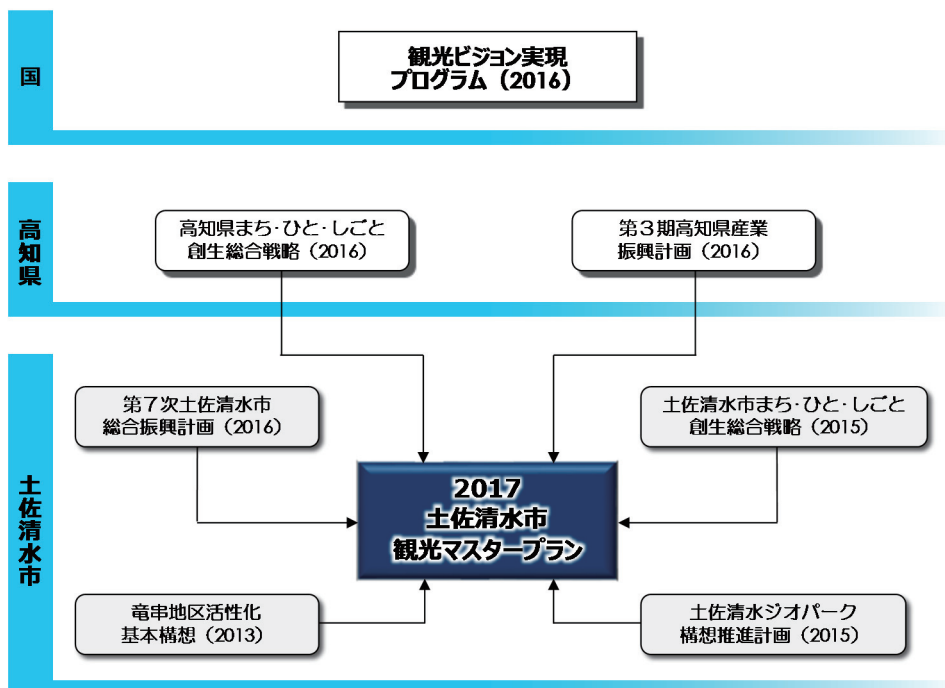 国
観光ビジョン実現
プログラム（2016）
高知県
高知県まち・ひと・しごと
創生総合戦略（2016）
第３期高知県産業
振興計画（2016）
土佐清水市
第７次土佐清水市
総合振興計画（2016）
土佐清水市まち・ひと・しごと
創生総合戦略（2015）
2017
土佐清水市
観光マスタープラン
竜串地区活性化
基本構想（2013）
土佐清水ジオパーク
構想推進計画（2015）